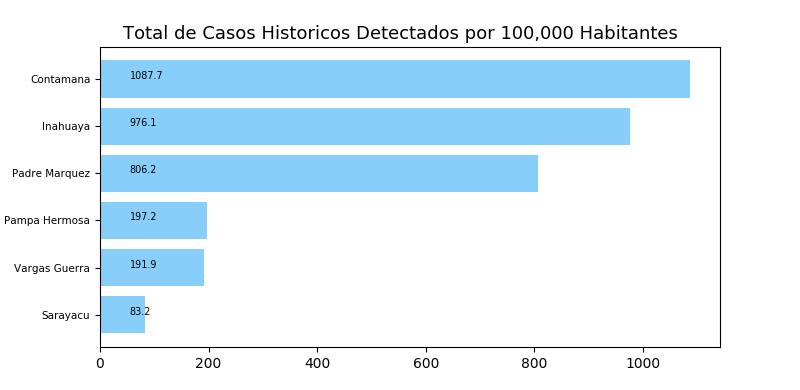 Total de Casos Historicos Detectados por 100,000 Habitantes
Contamana 1087.7
Inahuaya 976.1
Padre Marquez 806.2
Pampa Hermosa 197.2
Vargas Guerra 191.9
Sarayacu 83.2
0 200 400 600 800 1000